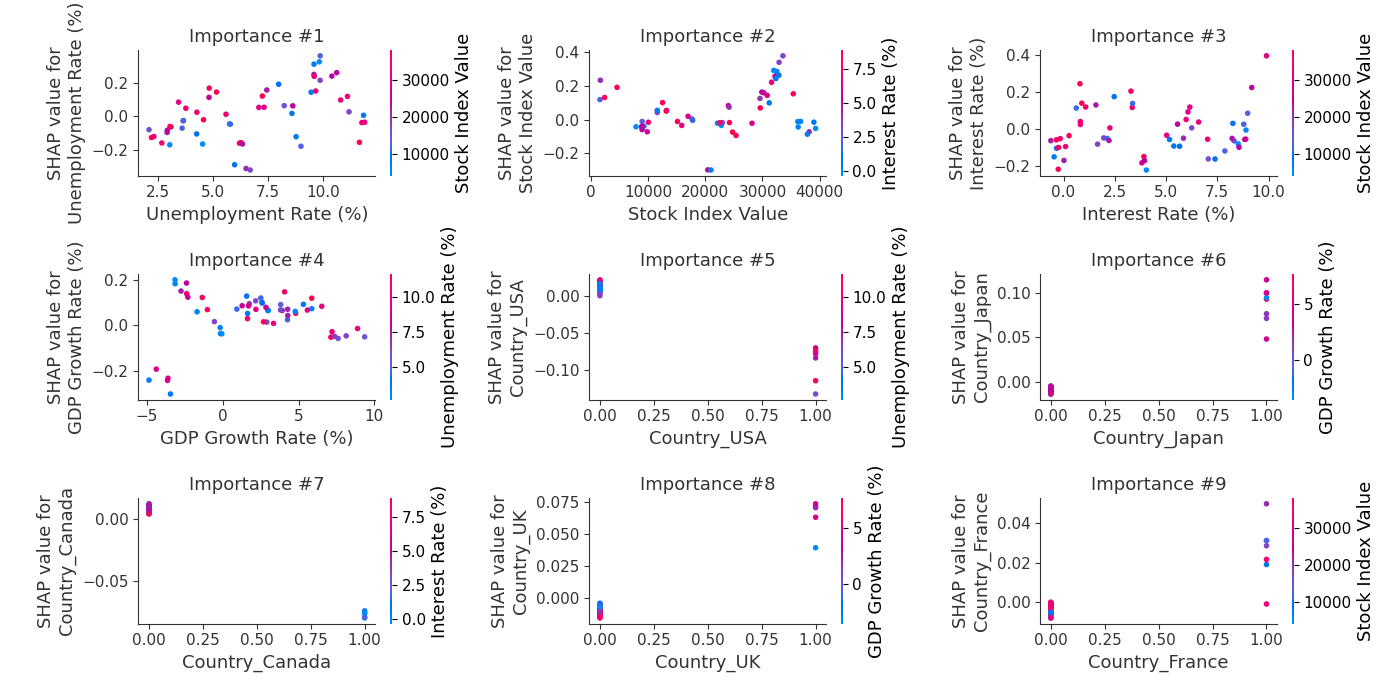 Importance #1
SHAP value for
Unemployment Rate (%)
0.2
0.0
−0.2
2.5
5.0
7.5
10.0
Unemployment Rate (%)
30000
20000
10000
Stock Index Value
Importance #2
SHAP value for
Stock Index Value
0.4
0.2
0.0
−0.2
0
10000
20000
30000
40000
Stock Index Value
7.5
5.0
2.5
0.0
Interest Rate (%)
Importance #3
SHAP value for
Interest Rate (%)
0.4
0.2
0.0
−0.2
0.0
2.5
5.0
7.5
10.0
Interest Rate (%)
30000
20000
10000
Stock Index Value
Importance #4
SHAP value for
GDP Growth Rate (%)
0.2
0.0
−0.2
−5
0
5
10
GDP Growth Rate (%)
10.0
7.5
5.0
Unemployment Rate (%)
Importance #5
SHAP value for
Country_USA
0.00
−0.05
−0.10
0.00
0.25
0.50
0.75
1.00
Country_USA
10.0
7.5
5.0
Unemployment Rate (%)
Importance #6
SHAP value for
Country_Japan
0.10
0.05
0.00
0.00
0.25
0.50
0.75
1.00
Country_Japan
5
0
GDP Growth Rate (%)
Importance #7
SHAP value for
Country_Canada
0.00
−0.05
0.00
0.25
0.50
0.75
1.00
Country_Canada
7.5
5.0
2.5
0.0
Interest Rate (%)
Importance #8
SHAP value for
Country_UK
0.075
0.050
0.025
0.000
0.00
0.25
0.50
0.75
1.00
Country_UK
5
0
GDP Growth Rate (%)
Importance #9
SHAP value for
Country_France
0.04
0.02
0.00
0.00
0.25
0.50
0.75
1.00
Country_France
30000
20000
10000
Stock Index Value